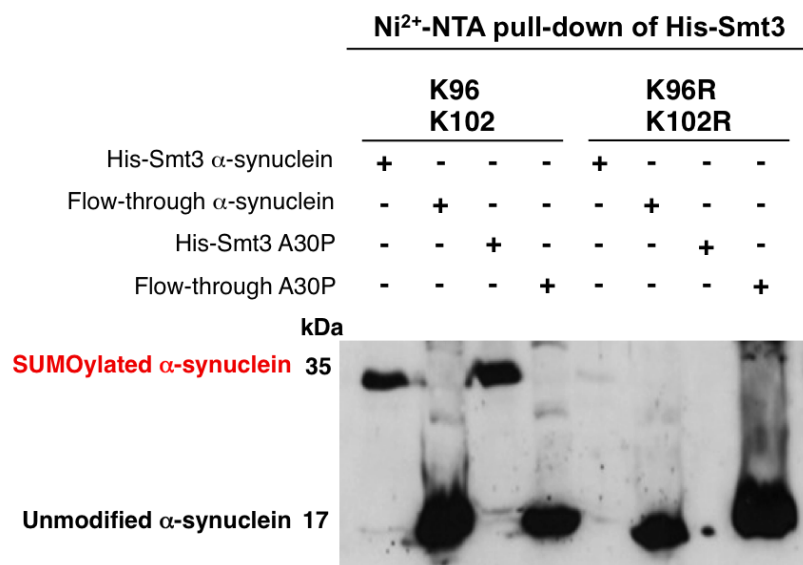 Ni²⁺-NTA pull-down of His-Smt3
K96 K96R
K102 K102R
His-Smt3 α-synuclein + - - - + - - -
Flow-through α-synuclein - + - - - + - -
His-Smt3 A30P - - + - - - + -
Flow-through A30P - - - + - - - +
kDa
SUMOylated α-synuclein 35
Unmodified α-synuclein 17